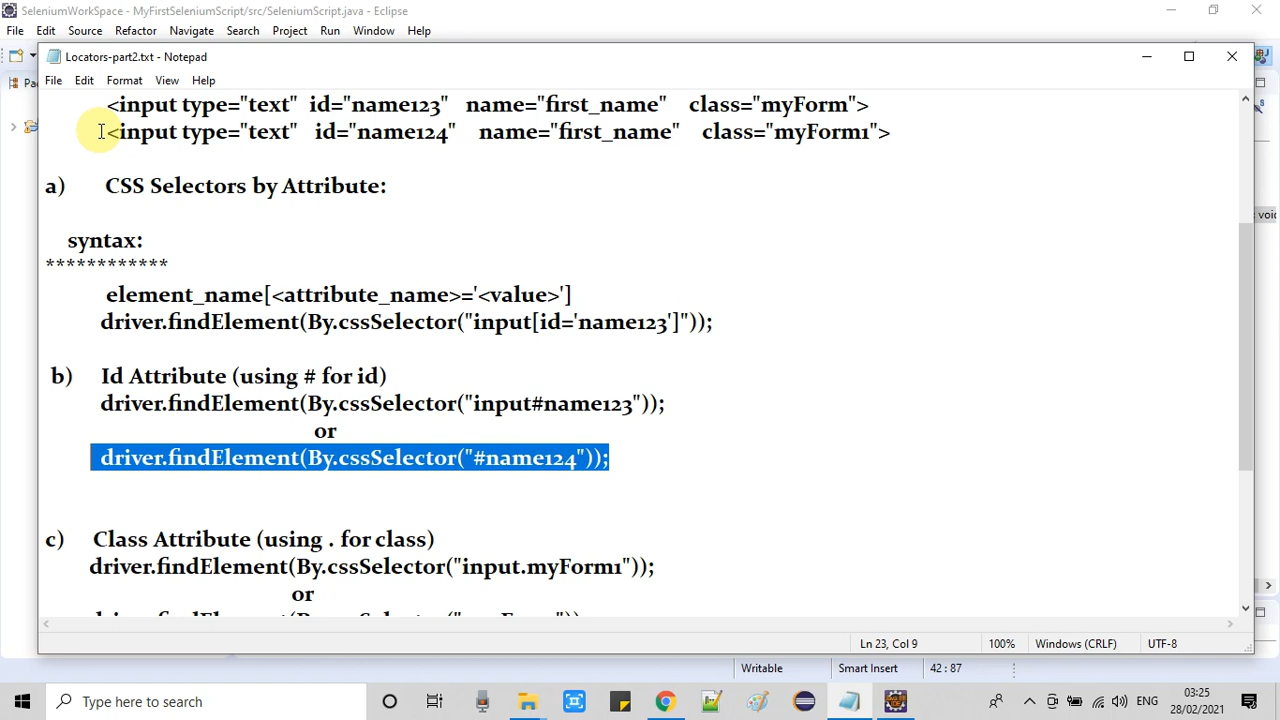 SeleniumWorkSpace - MyFirstSeleniumScript/src/SeleniumScript.java - Eclipse
File Edit Source Refactor Navigate Search Project Run Window Help
Locators-part2.txt - Notepad
File Edit Format View Help
<input type="text" id="name123" name="first_name" class="myForm">
<input type="text" id="name124" name="first_name" class="myForm1">
a) CSS Selectors by Attribute:
syntax:
************
element_name[<attribute_name>='<value>']
driver.findElement(By.cssSelector("input[id='name123']"));
b) Id Attribute (using # for id)
driver.findElement(By.cssSelector("input#name123"));
or
driver.findElement(By.cssSelector("#name124"));
c) Class Attribute (using . for class)
driver.findElement(By.cssSelector("input.myForm1"));
or
Ln 23, Col 9 100% Windows (CRLF) UTF-8
Writable Smart Insert 42 : 87
Type here to search
ENG
03:25
28/02/2021